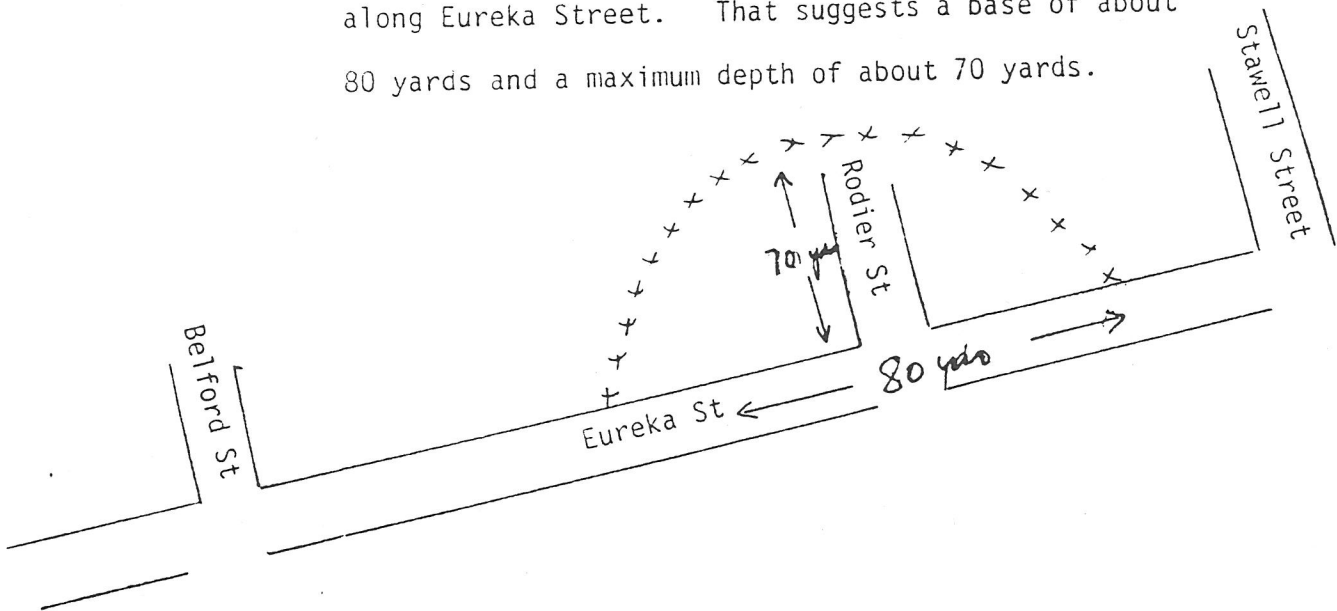 along Eureka Street. That suggests a base of about
80 yards and a maximum depth of about 70 yards.
Stawell Street
Rodier St
70 yds
80 yds
Belford St
Eureka St